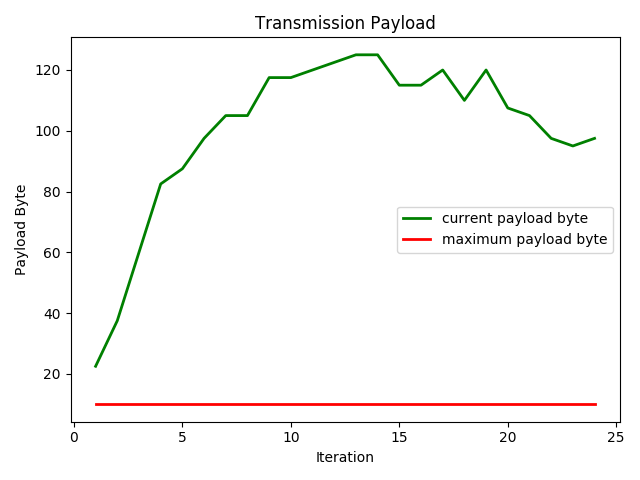 Transmission Payload
Payload Byte
120
100
80
60
40
20
current payload byte
maximum payload byte
0
5
10
15
20
25
Iteration